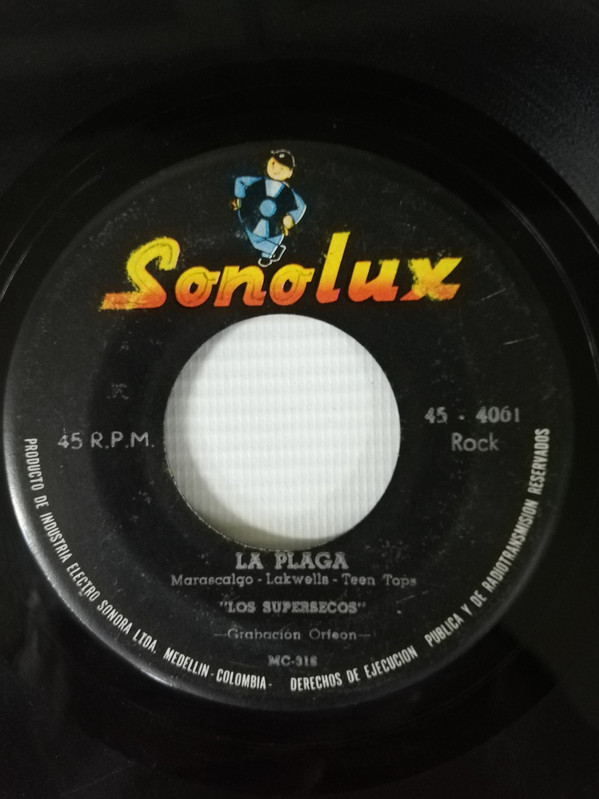 Sonolux
45 R.P.M.
45 - 4061
Rock
LA PLAGA
Marascalgo - Lakwells - Teen Tops
"LOS SUPERSECOS"
—Grabación Orfeon—
MC-316
PRODUCTO DE INDUSTRIA ELECTRO SONORA LTDA. MEDELLIN - COLOMBIA - DERECHOS DE EJECUCION PUBLICA Y DE RADIOTRANSMISION RESERVADOS